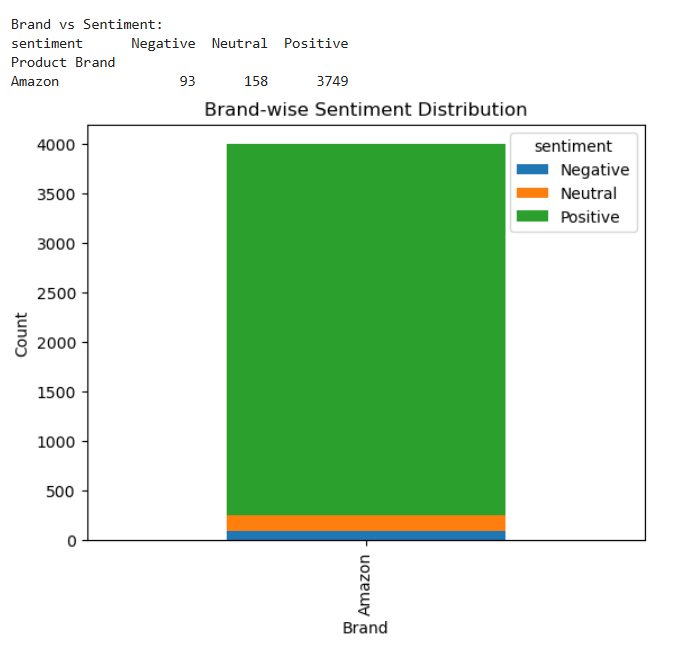 Brand vs Sentiment:
sentiment Negative Neutral Positive
Product Brand
Amazon 93 158 3749
Brand-wise Sentiment Distribution
sentiment
Negative
Neutral
Positive
4000
3500
3000
2500
2000
1500
1000
500
0
Count
Amazon
Brand